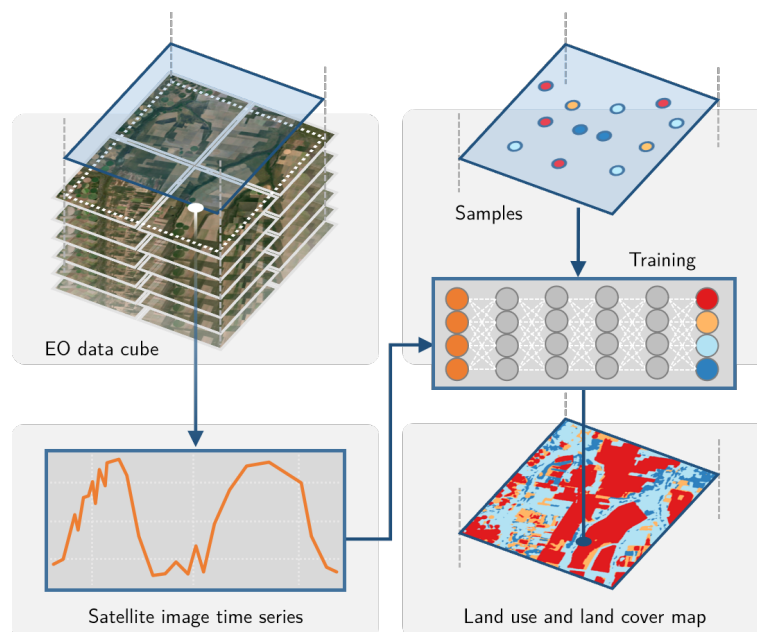 Samples
Training
EO data cube
Satellite image time series
Land use and land cover map